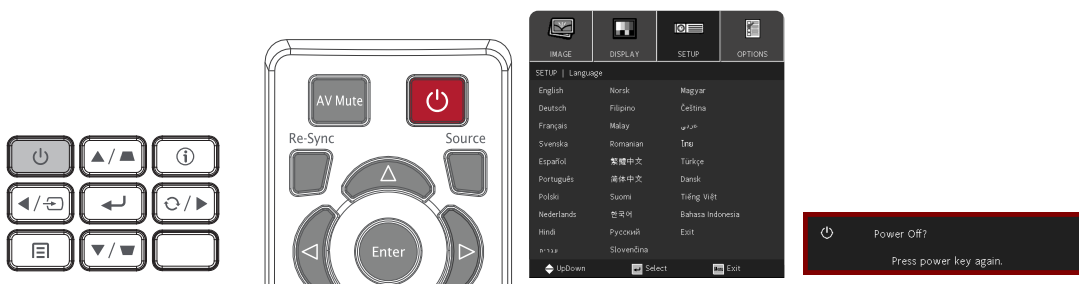 AV Mute
Re-Sync Source
Enter
IMAGE DISPLAY SETUP OPTIONS
SETUP | Language
English Norsk Magyar
Deutsch Filipino Čeština
Français Malay عربي
Svenska Romanian ไทย
Español 繁體中文 Türkçe
Português 简体中文 Dansk
Polski Suomi Tiếng Việt
Nederlands 한국어 Bahasa Indonesia
Hindi Русский Exit
עברית Slovenčina
UpDown Select Menu Exit
Power Off?
Press power key again.